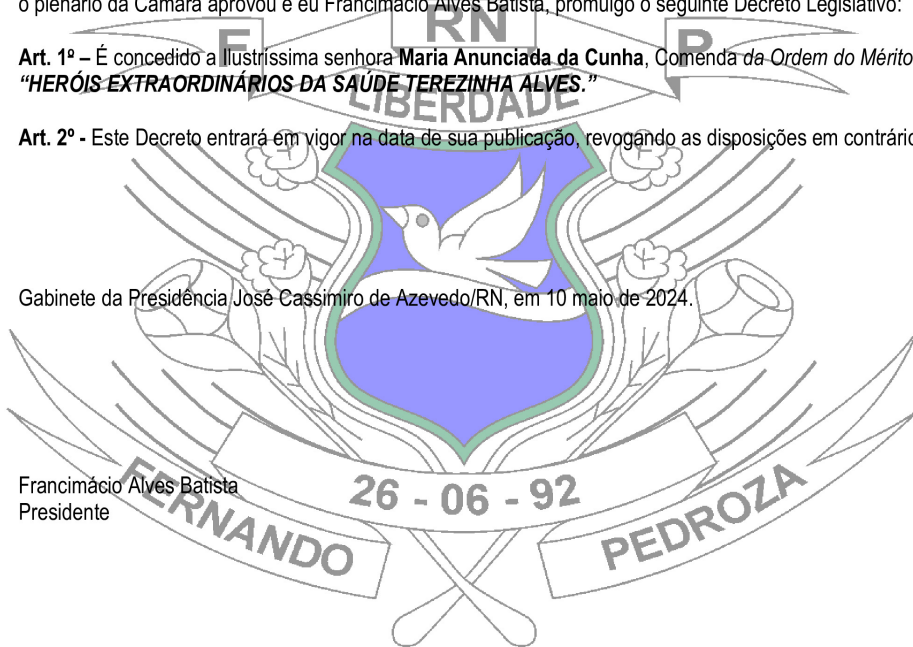 o plenário da Câmara aprovou e eu Francimácio Alves Batista, promulgo o seguinte Decreto Legislativo:
F RN P
Art. 1º – É concedido a Ilustríssima senhora Maria Anunciada da Cunha, Comenda da Ordem do Mérito
“HERÓIS EXTRAORDINÁRIOS DA SAÚDE TEREZINHA ALVES.”
LIBERDADE
Art. 2º - Este Decreto entrará em vigor na data de sua publicação, revogando as disposições em contrário
Gabinete da Presidência José Cassimiro de Azevedo/RN, em 10 maio de 2024.
Francimácio Alves Batista
Presidente
26 - 06 - 92
FERNANDO PEDROZA